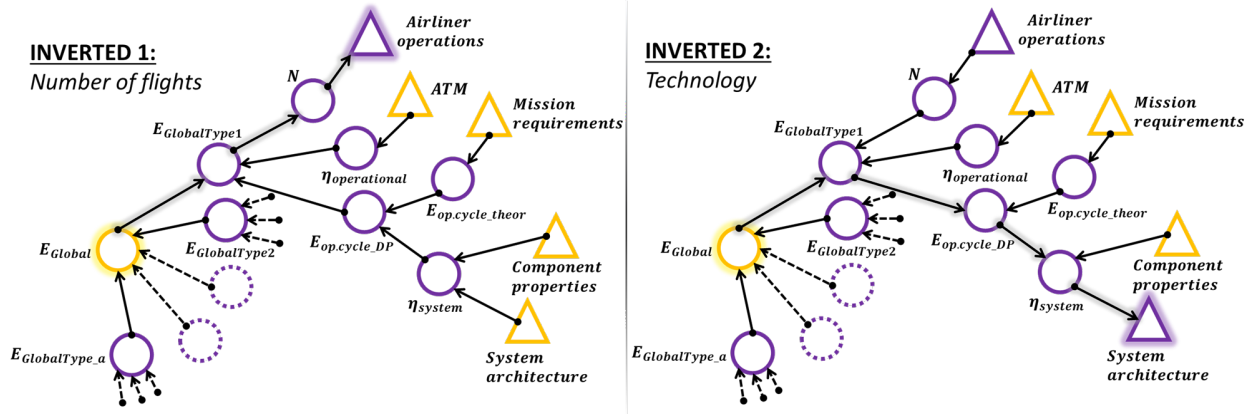 INVERTED 1:
Number of flights
Airliner
operations
N
ATM
Mission
requirements
E_GlobalType1
η_operational
E_op.cycle_theor
E_Global
E_GlobalType2
E_op.cycle_DP
Component
properties
η_system
E_GlobalType_a
System
architecture
INVERTED 2:
Technology
Airliner
operations
N
ATM
Mission
requirements
E_GlobalType1
η_operational
E_op.cycle_theor
E_Global
E_GlobalType2
E_op.cycle_DP
Component
properties
η_system
E_GlobalType_a
System
architecture